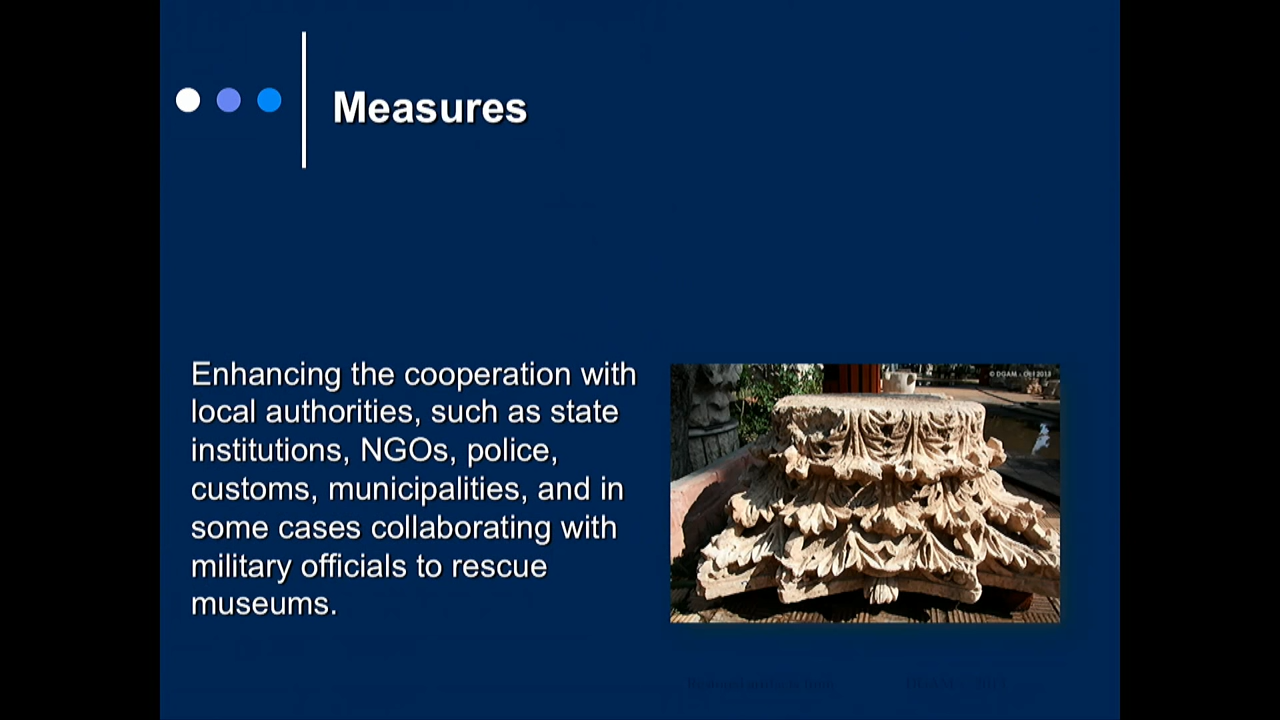 Measures
Enhancing the cooperation with
local authorities, such as state
institutions, NGOs, police,
customs, municipalities, and in
some cases collaborating with
military officials to rescue
museums.
© DGAM - Oct 2013